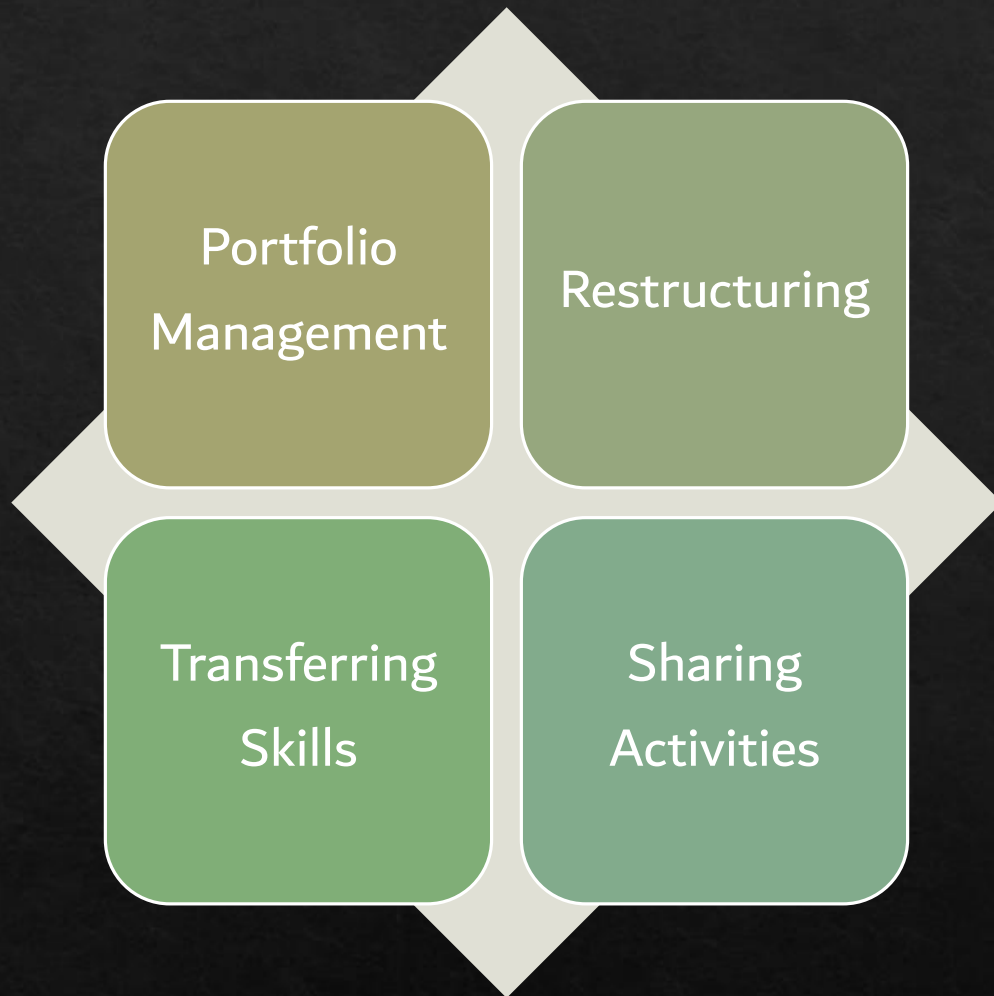 Portfolio
Management
Restructuring
Transferring
Skills
Sharing
Activities